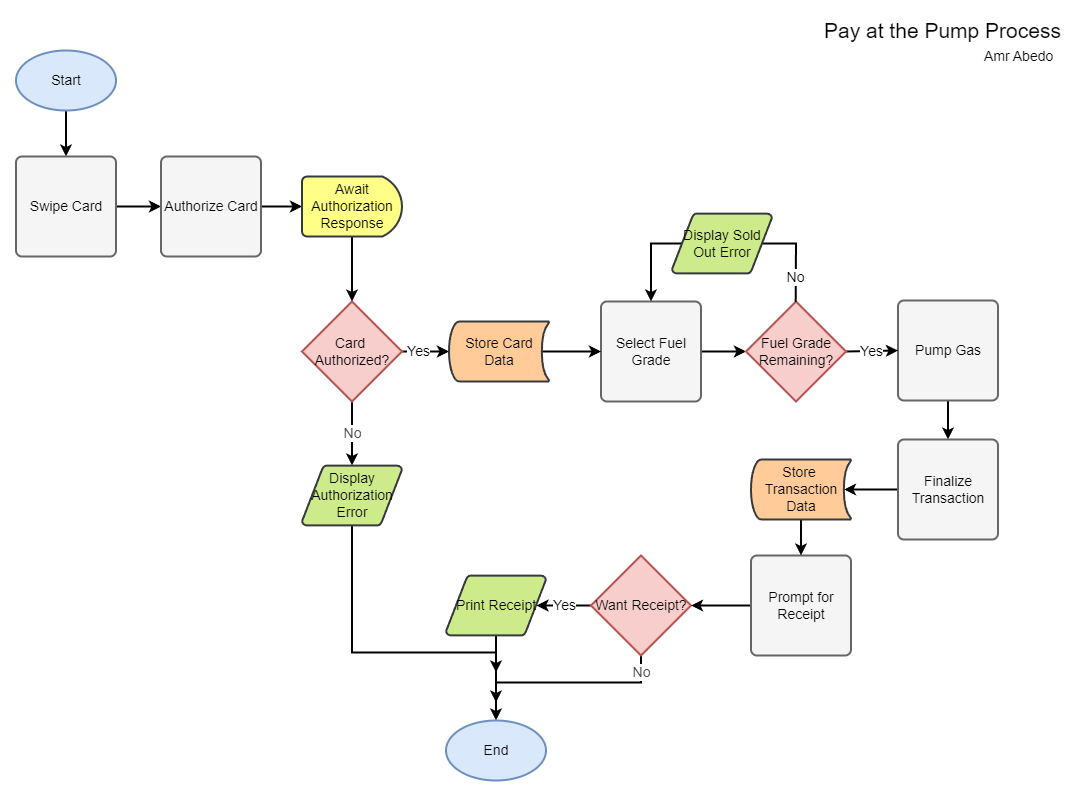 Pay at the Pump Process
Amr Abedo
Start
Swipe Card
Authorize Card
Await
Authorization
Response
Card
Authorized?
Yes
Store Card
Data
Select Fuel
Grade
Display Sold
Out Error
No
Fuel Grade
Remaining?
Yes
Pump Gas
No
Display
Authorization
Error
Finalize
Transaction
Store
Transaction
Data
Prompt for
Receipt
Want Receipt?
Yes
Print Receipt
No
End